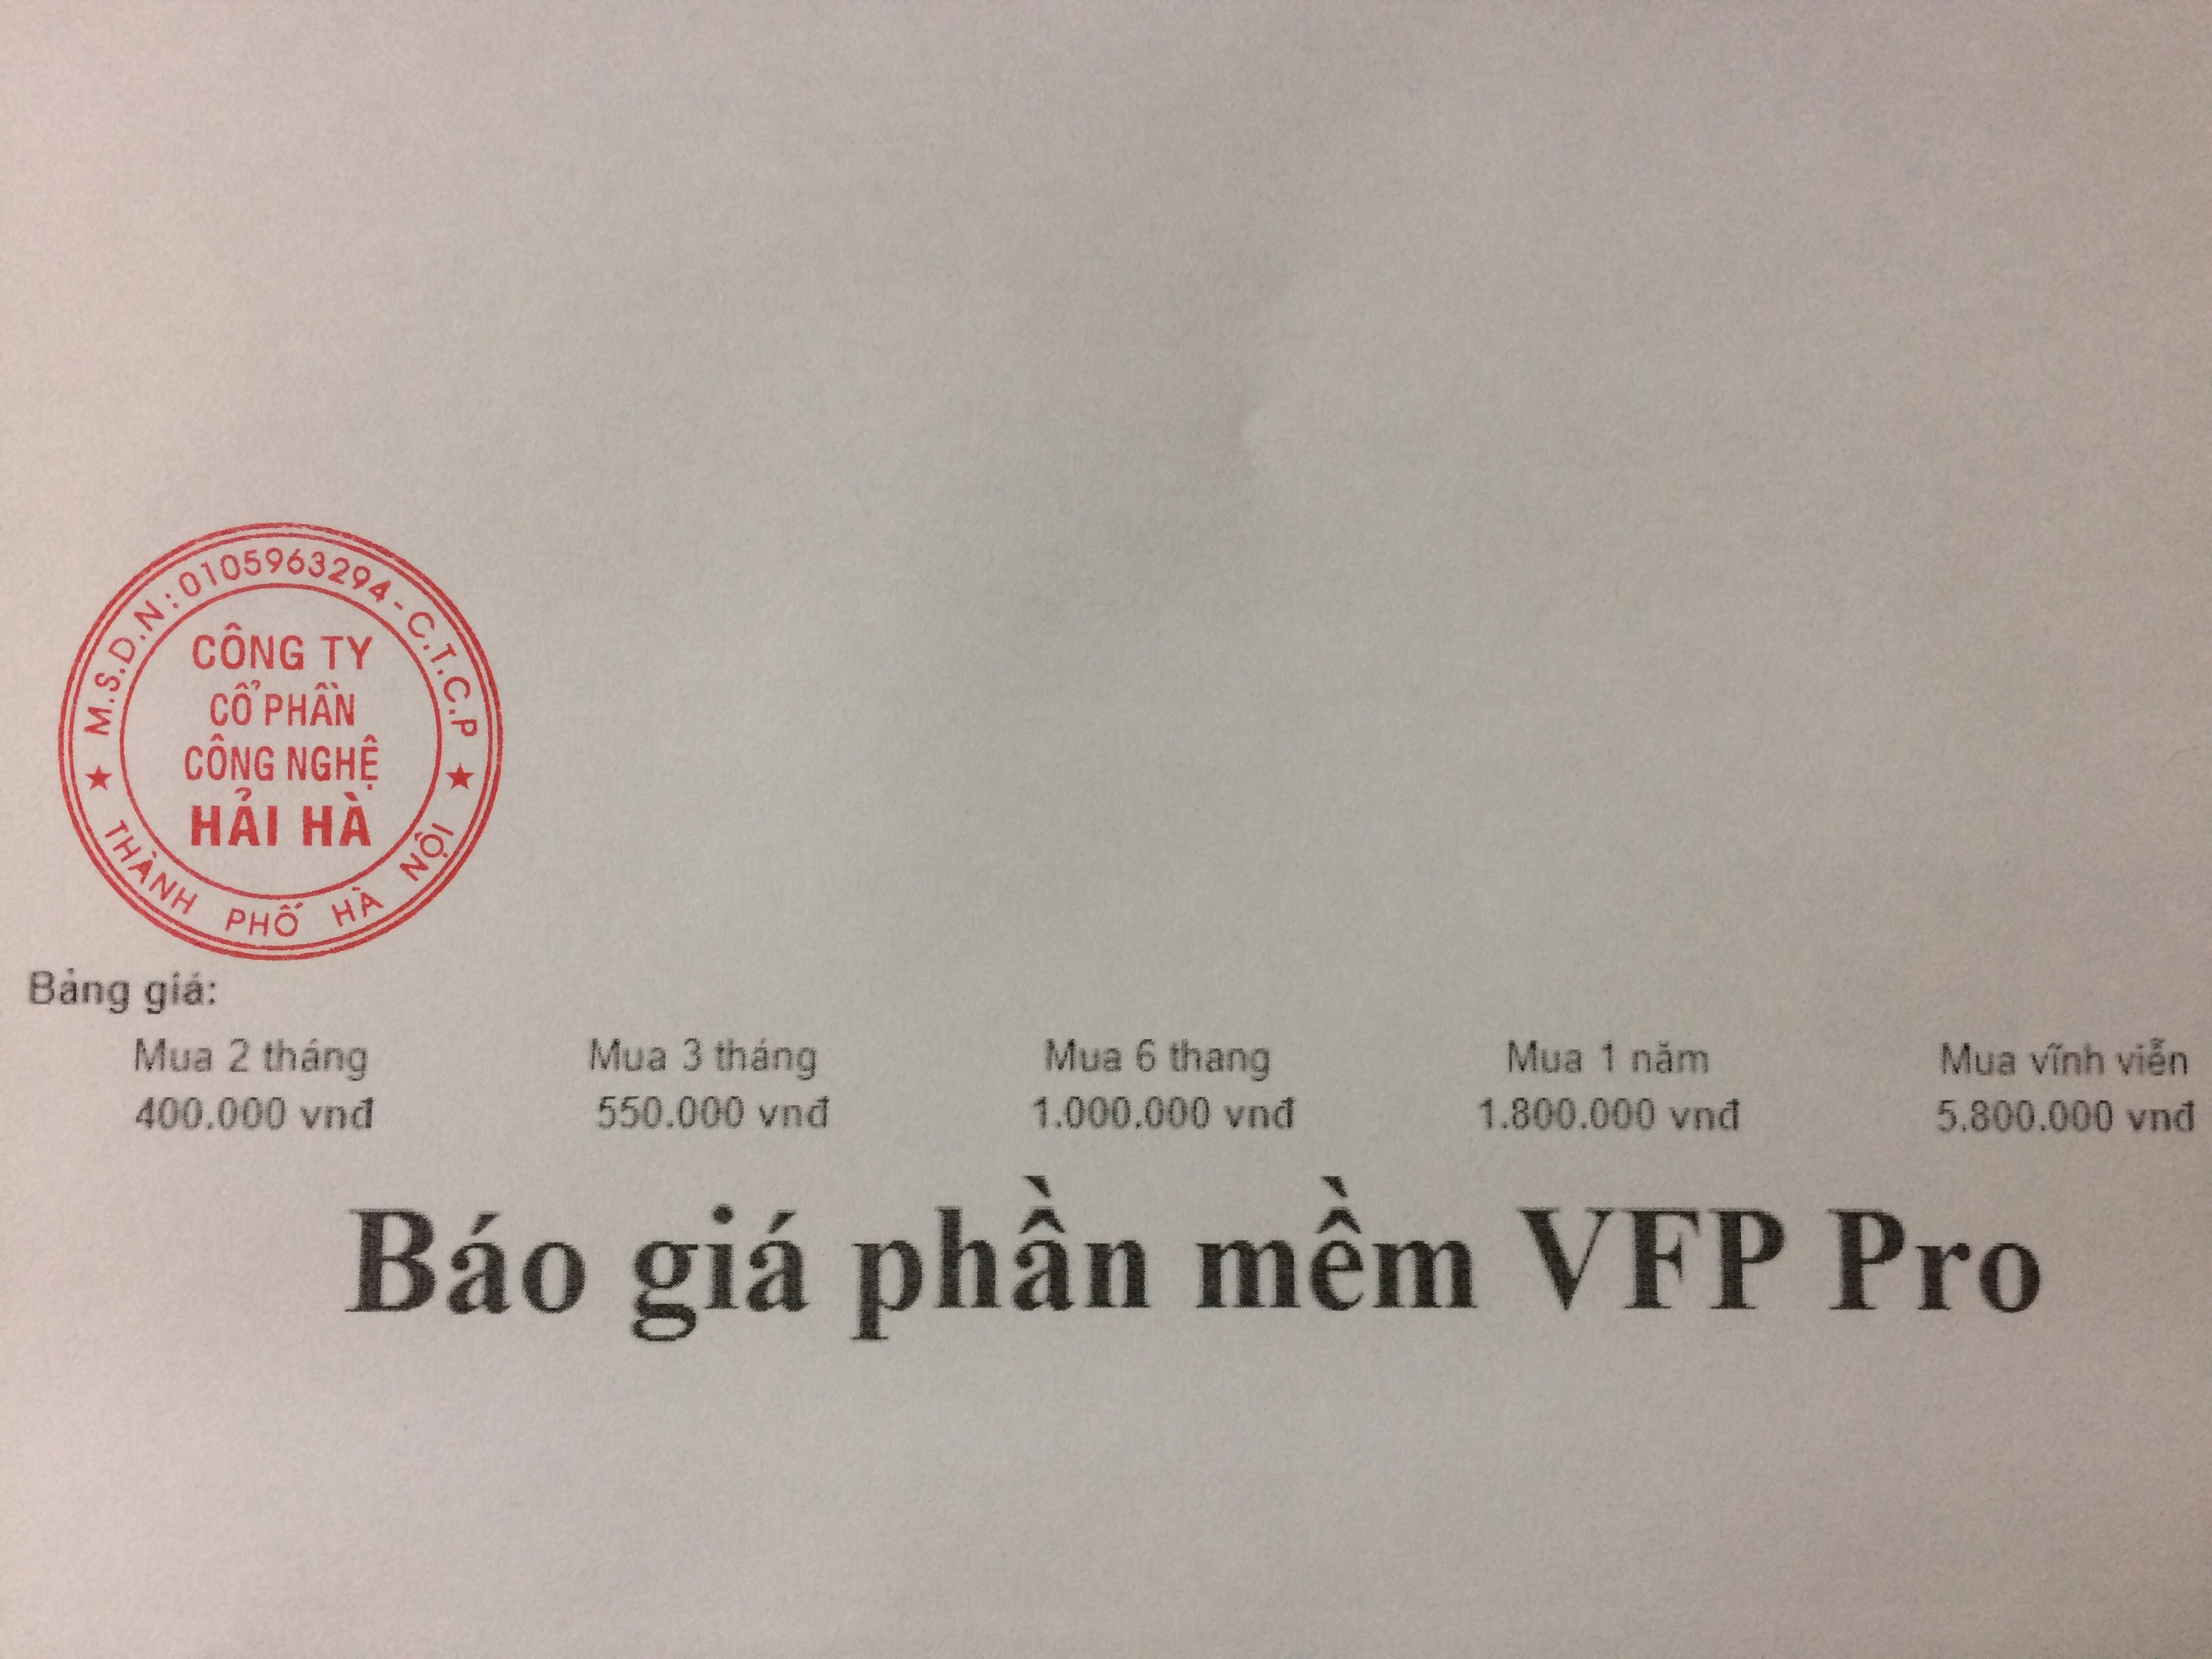 M.S.D.N: 0105963294 - C.T.C.P
CÔNG TY
CỔ PHẦN
CÔNG NGHỆ
HẢI HÀ
★ THÀNH PHỐ HÀ NỘI ★
Bảng giá:
Mua 2 tháng Mua 3 tháng Mua 6 thang Mua 1 năm Mua vĩnh viễn
400.000 vnđ 550.000 vnđ 1.000.000 vnđ 1.800.000 vnđ 5.800.000 vnđ
Báo giá phần mềm VFP Pro